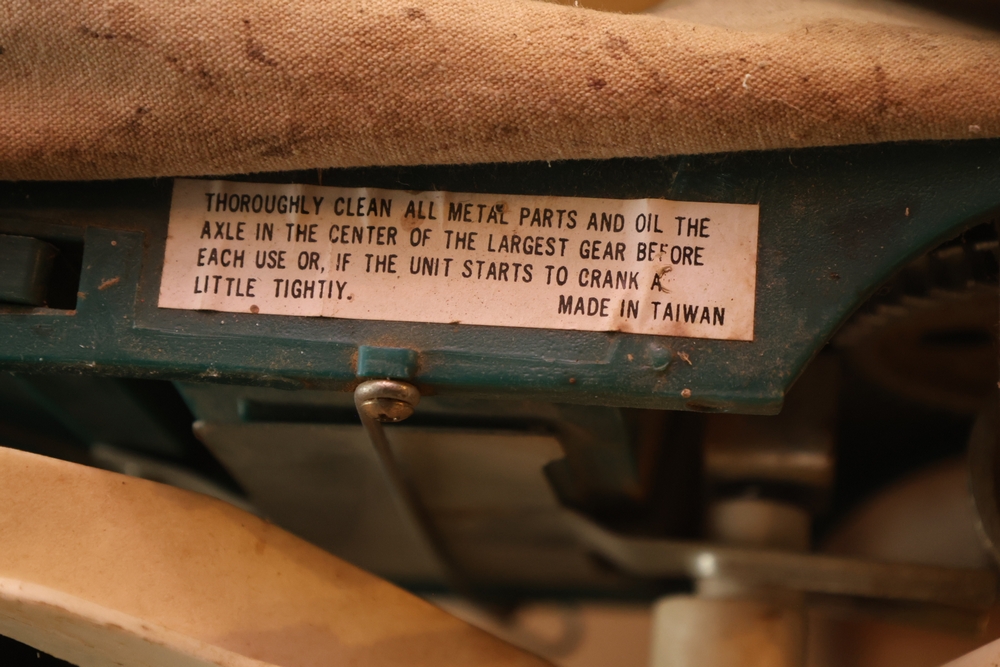 THOROUGHLY CLEAN ALL METAL PARTS AND OIL THE
AXLE IN THE CENTER OF THE LARGEST GEAR BEFORE
EACH USE OR, IF THE UNIT STARTS TO CRANK A
LITTLE TIGHTIY.
MADE IN TAIWAN